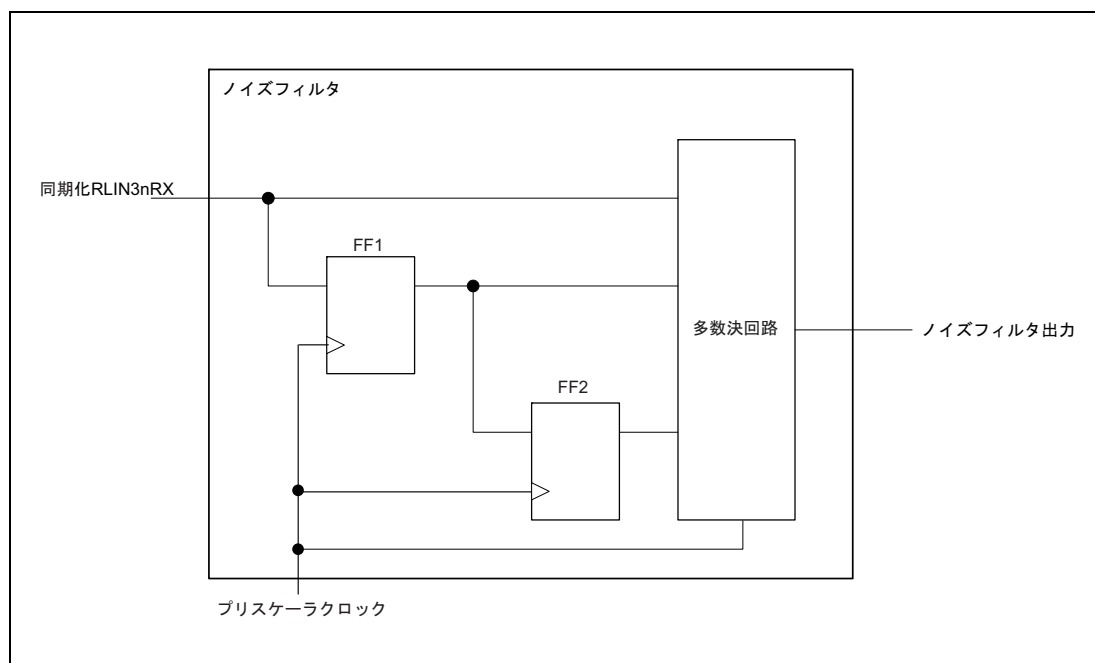 ノイズフィルタ
同期化RLIN3nRX
FF1
多数決回路
ノイズフィルタ出力
FF2
プリスケーラクロック